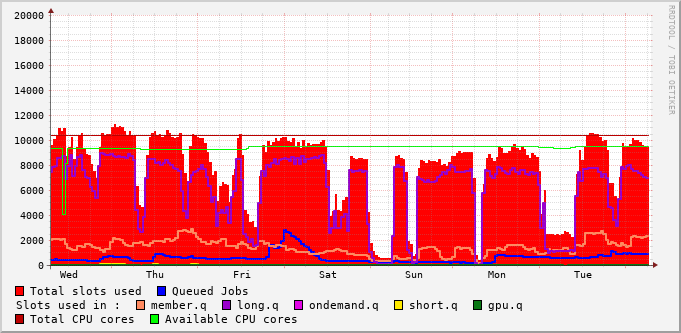 20000
18000
16000
14000
12000
10000
8000
6000
4000
2000
0
Wed Thu Fri Sat Sun Mon Tue
RRDTOOL / TOBI OETIKER
Total slots used Queued Jobs
Slots used in : member.q long.q ondemand.q short.q gpu.q
Total CPU cores Available CPU cores